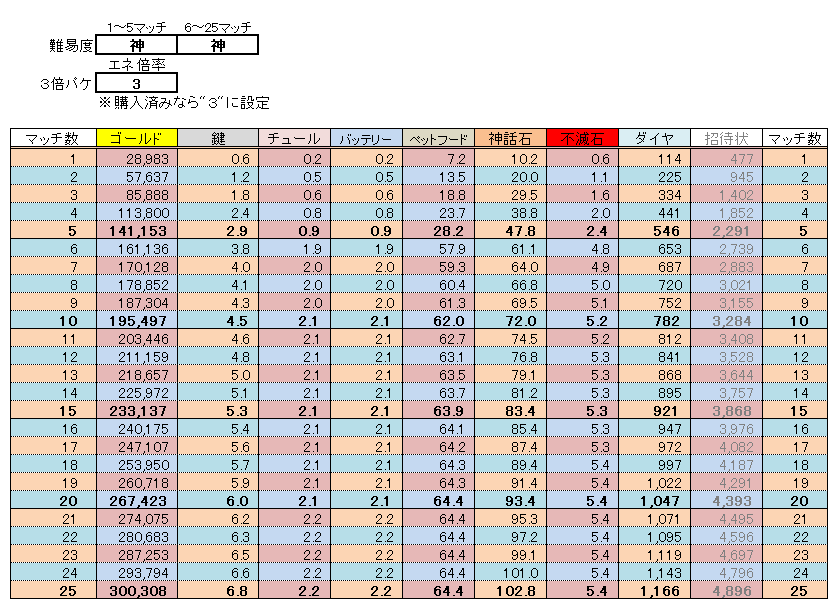 1～5マッチ 6～25マッチ
難易度 神 神
エネ倍率
3倍バケ 3
※購入済みなら"3"に設定
マッチ数 ゴールド 鍵 チュール バッテリー ペットフード 神話石 不滅石 ダイヤ 招待状 マッチ数
1 28,983 0.6 0.2 0.2 7.2 10.2 0.6 114 477 1
2 57,637 1.2 0.5 0.5 13.5 20.0 1.1 225 945 2
3 85,888 1.8 0.6 0.6 18.8 29.5 1.6 334 1,402 3
4 113,800 2.4 0.8 0.8 23.7 38.8 2.0 441 1,852 4
5 141,153 2.9 0.9 0.9 28.2 47.8 2.4 546 2,291 5
6 161,136 3.8 1.9 1.9 57.9 61.1 4.8 653 2,739 6
7 170,128 4.0 2.0 2.0 59.3 64.0 4.9 687 2,883 7
8 178,852 4.1 2.0 2.0 60.4 66.8 5.0 720 3,021 8
9 187,304 4.3 2.0 2.0 61.3 69.5 5.1 752 3,155 9
10 195,497 4.5 2.1 2.1 62.0 72.0 5.2 782 3,284 10
11 203,446 4.6 2.1 2.1 62.7 74.5 5.2 812 3,408 11
12 211,159 4.8 2.1 2.1 63.1 76.8 5.3 841 3,528 12
13 218,657 5.0 2.1 2.1 63.5 79.1 5.3 868 3,644 13
14 225,972 5.1 2.1 2.1 63.7 81.2 5.3 895 3,757 14
15 233,137 5.3 2.1 2.1 63.9 83.4 5.3 921 3,868 15
16 240,175 5.4 2.1 2.1 64.1 85.4 5.3 947 3,976 16
17 247,107 5.6 2.1 2.1 64.2 87.4 5.3 972 4,082 17
18 253,950 5.7 2.1 2.1 64.3 89.4 5.4 997 4,187 18
19 260,718 5.9 2.1 2.1 64.3 91.4 5.4 1,022 4,291 19
20 267,423 6.0 2.1 2.1 64.4 93.4 5.4 1,047 4,393 20
21 274,075 6.2 2.2 2.2 64.4 95.3 5.4 1,071 4,495 21
22 280,683 6.3 2.2 2.2 64.4 97.2 5.4 1,095 4,596 22
23 287,253 6.5 2.2 2.2 64.4 99.1 5.4 1,119 4,697 23
24 293,794 6.6 2.2 2.2 64.4 101.0 5.4 1,143 4,796 24
25 300,308 6.8 2.2 2.2 64.4 102.8 5.4 1,166 4,896 25